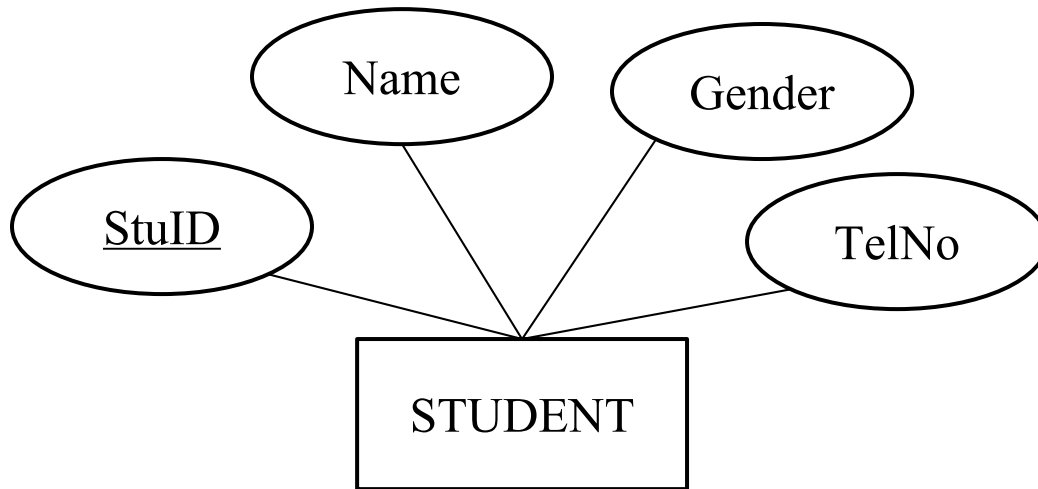 Name
Gender
StuID
TelNo
STUDENT